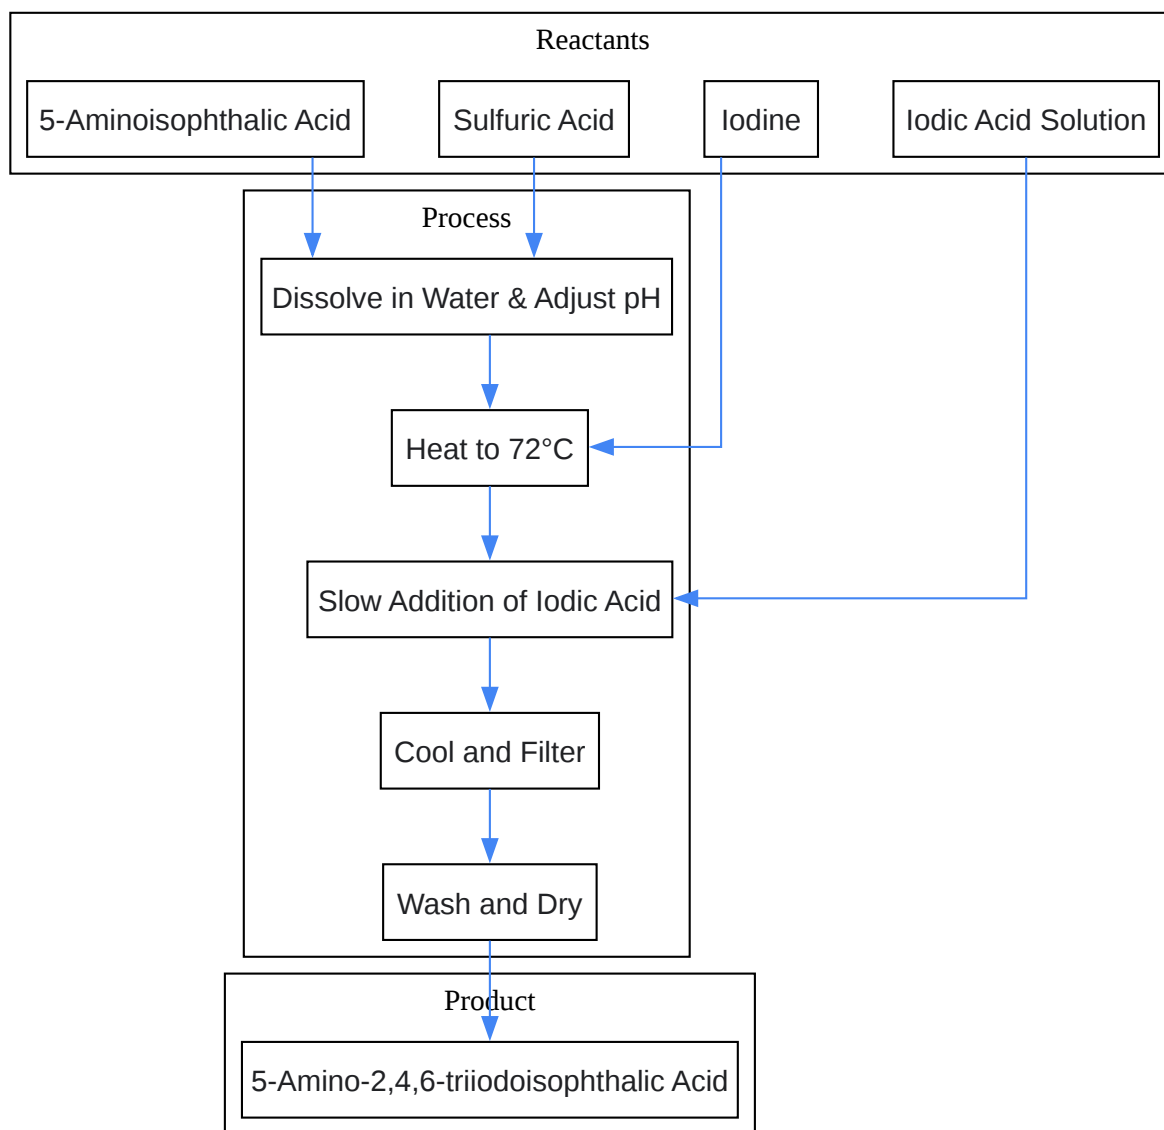 Reactants
5-Aminoisophthalic Acid
Sulfuric Acid
Iodine
Iodic Acid Solution
Process
Dissolve in Water & Adjust pH
Heat to 72°C
Slow Addition of Iodic Acid
Cool and Filter
Wash and Dry
Product
5-Amino-2,4,6-triiodoisophthalic Acid